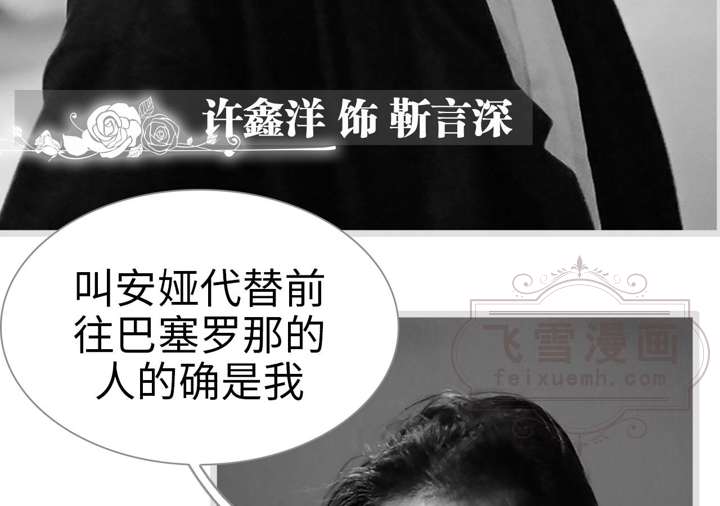 许鑫洋 饰 靳言深
叫安娅代替前
往巴塞罗那的
人的确是我
飞雪漫画
feixuemh.com